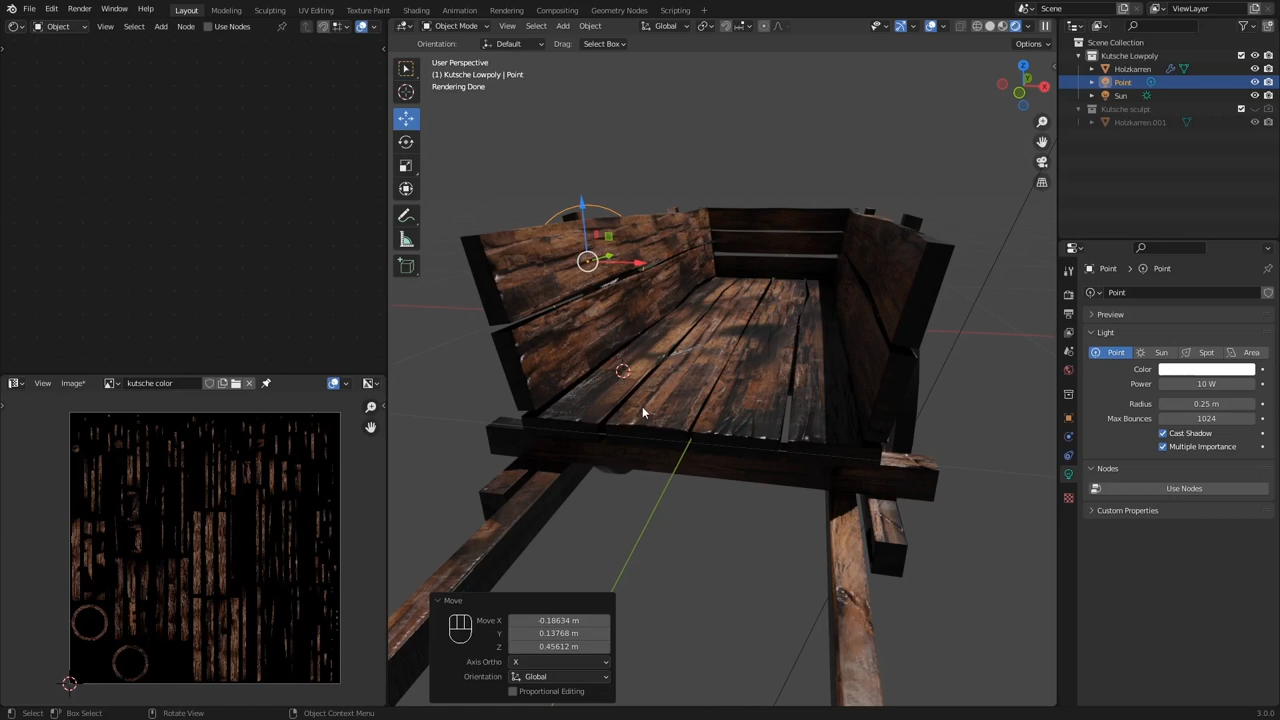 File Edit Render Window Help Layout Modeling Sculpting UV Editing Texture Paint Shading Animation Rendering Compositing Geometry Nodes Scripting + Scene ViewLayer
Object View Select Add Node Use Nodes
Object Mode View Select Add Object Global
Orientation: Default Drag: Select Box Options
User Perspective
(1) Kutsche Lowpoly | Point
Rendering Done
Z
Y
X
Scene Collection
Kutsche Lowpoly
Holzkarren
Point
Sun
Kutsche sculpt
Holzkarren.001
Point > Point
Point
Preview
Light
Point Sun Spot Area
Color
Power 10 W
Radius 0.25 m
Max Bounces 1024
Cast Shadow
Multiple Importance
Nodes
Use Nodes
Custom Properties
View Image* kutsche color
Move
Move X -0.18634 m
Y 0.13768 m
Z 0.45612 m
Axis Ortho X
Orientation Global
Proportional Editing
Select Box Select Rotate View Object Context Menu 3.0.0